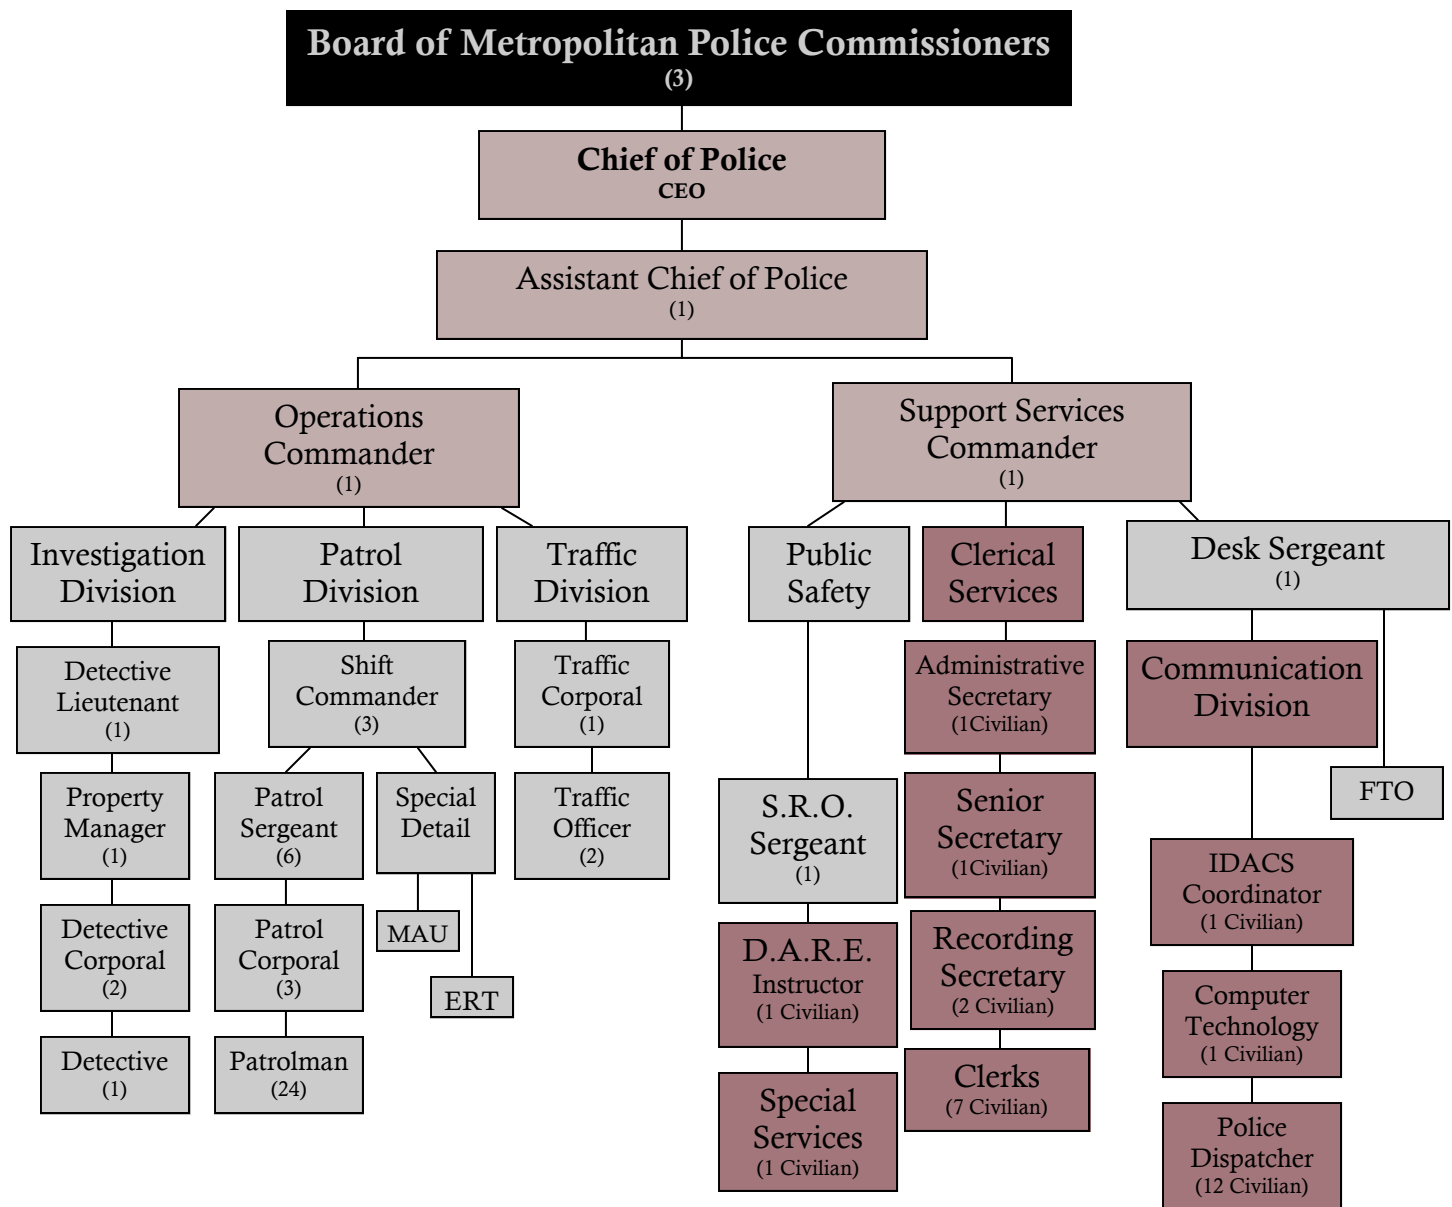 Board of Metropolitan Police Commissioners
(3)
Chief of Police
CEO
Assistant Chief of Police
(1)
Operations
Commander
(1)
Support Services
Commander
(1)
Investigation
Division
Patrol
Division
Traffic
Division
Public
Safety
Clerical
Services
Desk Sergeant
(1)
Detective
Lieutenant
(1)
Shift
Commander
(3)
Traffic
Corporal
(1)
Administrative
Secretary
(1Civilian)
Communication
Division
Property
Manager
(1)
Patrol
Sergeant
(6)
Special
Detail
Traffic
Officer
(2)
S.R.O.
Sergeant
(1)
Senior
Secretary
(1Civilian)
FTO
Detective
Corporal
(2)
Patrol
Corporal
(3)
MAU
ERT
D.A.R.E.
Instructor
(1 Civilian)
Recording
Secretary
(2 Civilian)
IDACS
Coordinator
(1 Civilian)
Computer
Technology
(1 Civilian)
Detective
(1)
Patrolman
(24)
Special
Services
(1 Civilian)
Clerks
(7 Civilian)
Police
Dispatcher
(12 Civilian)